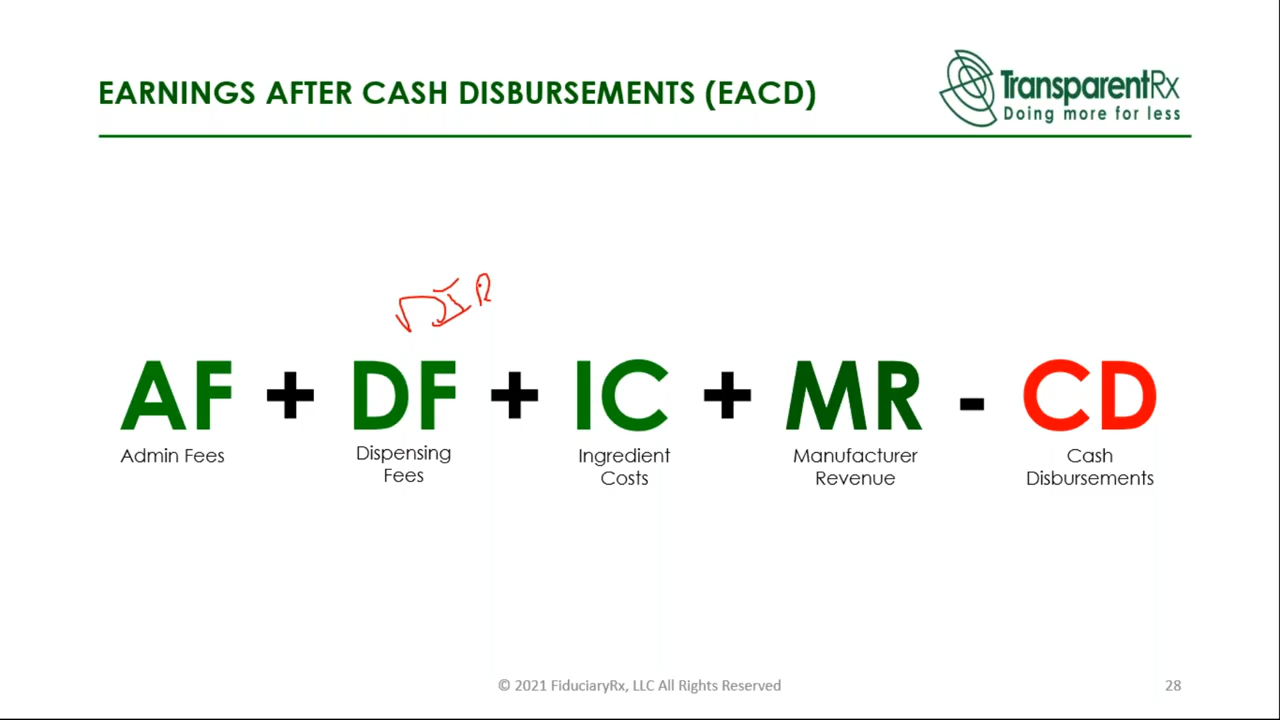 EARNINGS AFTER CASH DISBURSEMENTS (EACD)
TransparentRx
Doing more for less
DIR
AF + DF + IC + MR - CD
Admin Fees
Dispensing
Fees
Ingredient
Costs
Manufacturer
Revenue
Cash
Disbursements
© 2021 FiduciaryRx, LLC All Rights Reserved
28